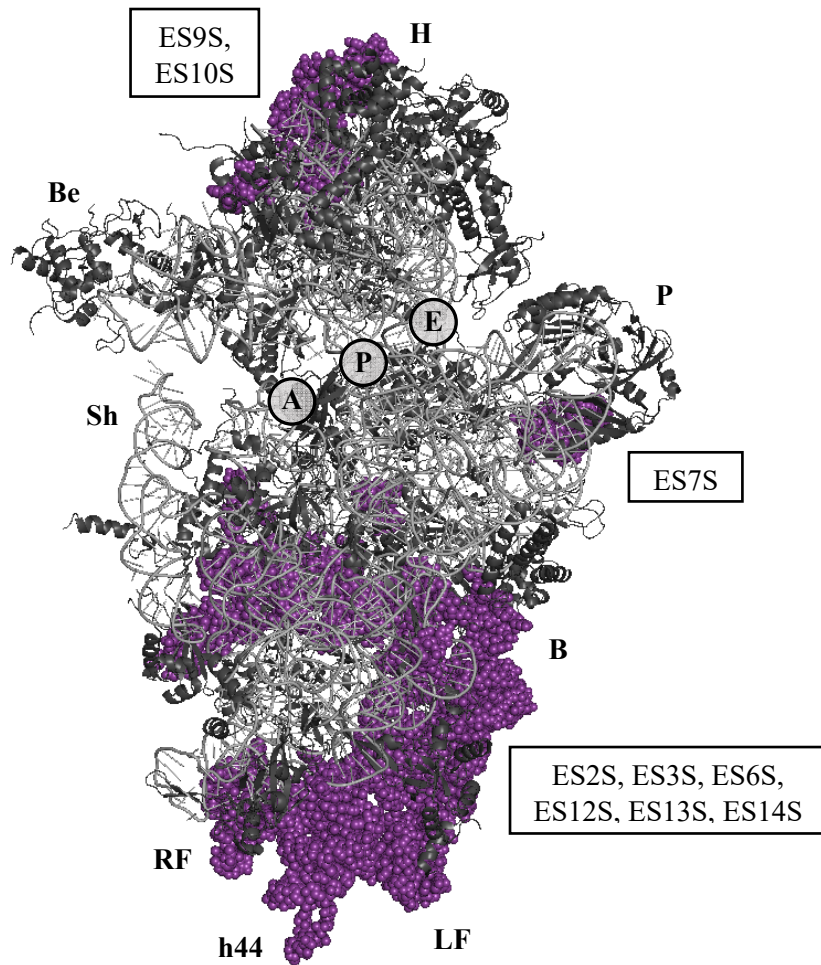 ES9S,
ES10S
H
Be
P
E
P
A
Sh
ES7S
B
ES2S, ES3S, ES6S,
ES12S, ES13S, ES14S
RF
LF
h44